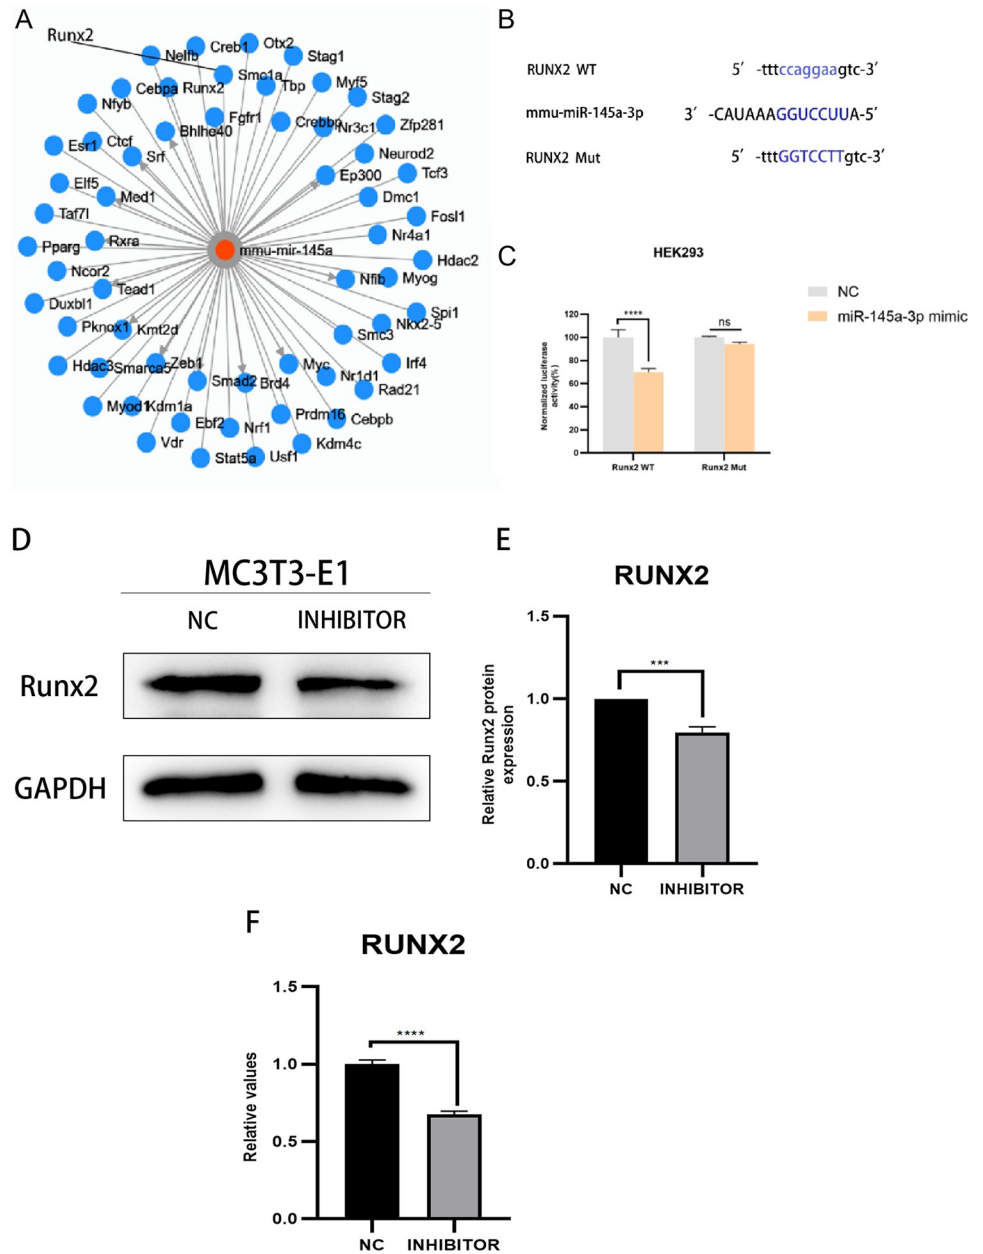 A
Runx2
Nelfb
Creb1
Otx2
Stag1
Smc1a
Cebpa
Runx2
Tbp
Myf5
Stag2
Nfyb
Fgfr1
Crebbp
Nr3c1
Zfp281
Bhlhe40
Esr1
Ctcf
Srf
Neurod2
Ep300
Tcf3
Elf5
Med1
Dmc1
Taf7l
Fosl1
Pparg
Rxra
mmu-mir-145a
Nr4a1
Hdac2
Ncor2
Tead1
Nfib
Myog
Duxbl1
Spi1
Pknox1
Kmt2d
Nkx2-5
Smc3
Hdac3
Smarca5
Zeb1
Myc
Irf4
Smad2
Brd4
Nr1d1
Rad21
Myod1
Kdm1a
Prdm16
Cebpb
Ebf2
Nrf1
Vdr
Kdm4c
Stat5a
Usf1
B
RUNX2 WT 5′ -tttccaggaagtc-3′
mmu-miR-145a-3p 3′ -CAUAAAGGUCCUUA-5′
RUNX2 Mut 5′ -tttGGTCCTTgtc-3′
C
HEK293
NC
miR-145a-3p mimic
Normalized luciferase
activity(%)
120
100
80
60
40
20
0
****
ns
Runx2 WT
Runx2 Mut
D
MC3T3-E1
NC INHIBITOR
Runx2
GAPDH
E
RUNX2
Relative Runx2 protein
expression
1.5
1.0
0.5
0.0
***
NC INHIBITOR
F
RUNX2
Relative values
1.5
1.0
0.5
0.0
****
NC INHIBITOR